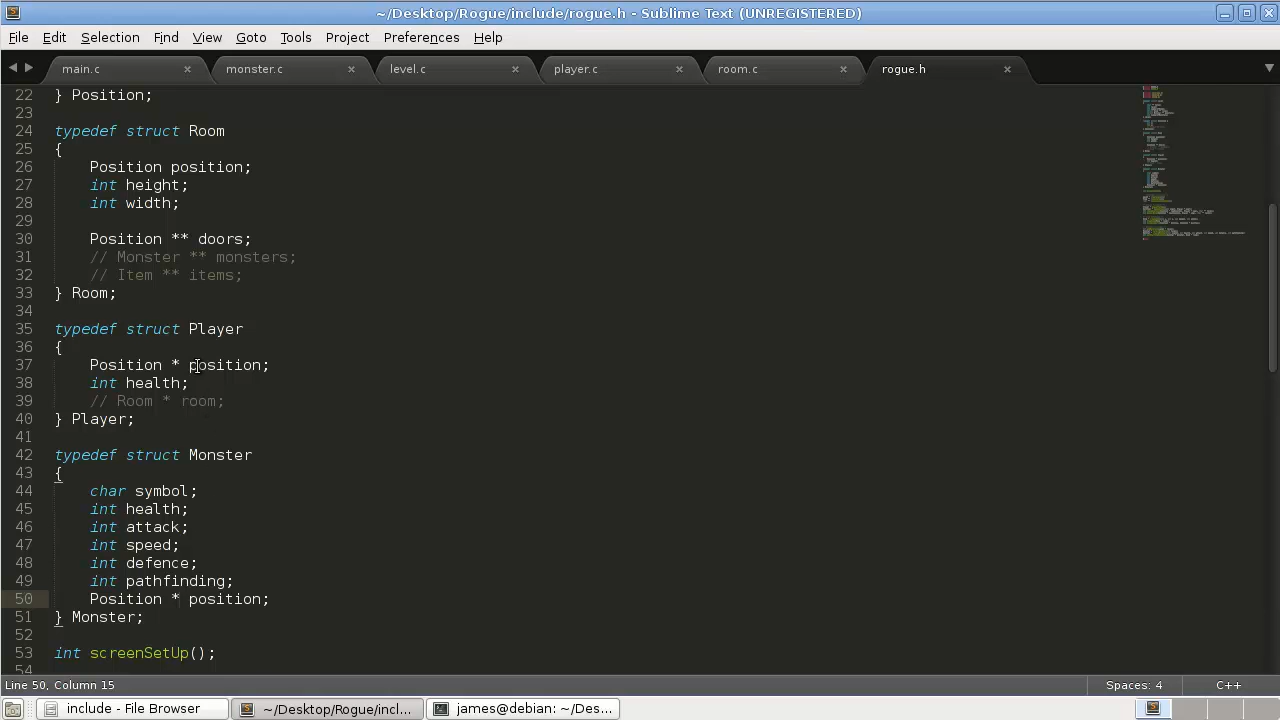 ~/Desktop/Rogue/include/rogue.h - Sublime Text (UNREGISTERED)
File Edit Selection Find View Goto Tools Project Preferences Help
main.c × monster.c × level.c × player.c × room.c × rogue.h ×
22 } Position;
23
24 typedef struct Room
25 {
26 Position position;
27 int height;
28 int width;
29
30 Position ** doors;
31 // Monster ** monsters;
32 // Item ** items;
33 } Room;
34
35 typedef struct Player
36 {
37 Position * position;
38 int health;
39 // Room * room;
40 } Player;
41
42 typedef struct Monster
43 {
44 char symbol;
45 int health;
46 int attack;
47 int speed;
48 int defence;
49 int pathfinding;
50 Position * position;
51 } Monster;
52
53 int screenSetUp();
54
Line 50, Column 15 Spaces: 4 C++
include - File Browser ~/Desktop/Rogue/incl... james@debian: ~/Des...